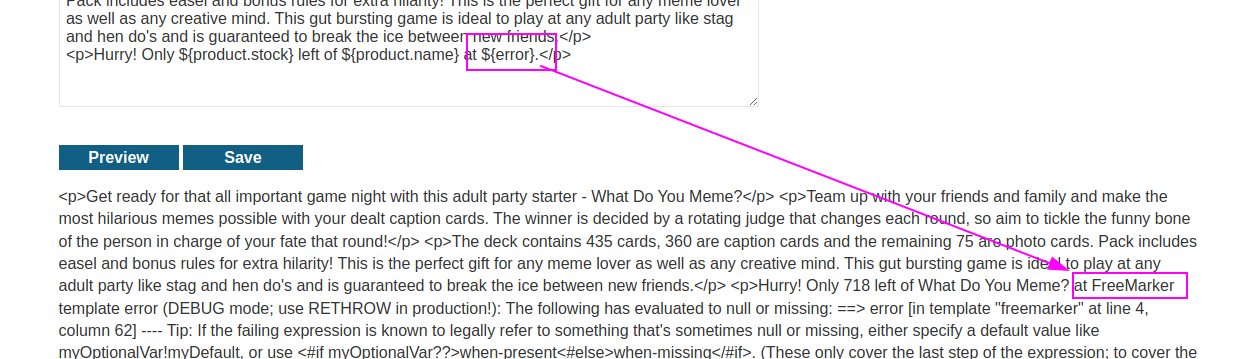 Pack includes easel and bonus rules for extra hilarity! This is the perfect gift for any meme lover
as well as any creative mind. This gut bursting game is ideal to play at any adult party like stag
and hen do's and is guaranteed to break the ice between new friends.</p>
<p>Hurry! Only ${product.stock} left of ${product.name} at ${error}.</p>
Preview Save
<p>Get ready for that all important game night with this adult party starter - What Do You Meme?</p> <p>Team up with your friends and family and make the
most hilarious memes possible with your dealt caption cards. The winner is decided by a rotating judge that changes each round, so aim to tickle the funny bone
of the person in charge of your fate that round!</p> <p>The deck contains 435 cards, 360 are caption cards and the remaining 75 are photo cards. Pack includes
easel and bonus rules for extra hilarity! This is the perfect gift for any meme lover as well as any creative mind. This gut bursting game is ideal to play at any
adult party like stag and hen do's and is guaranteed to break the ice between new friends.</p> <p>Hurry! Only 718 left of What Do You Meme? at FreeMarker
template error (DEBUG mode; use RETHROW in production!): The following has evaluated to null or missing: ==> error [in template "freemarker" at line 4,
column 62] ---- Tip: If the failing expression is known to legally refer to something that's sometimes null or missing, either specify a default value like
myOptionalVar!myDefault, or use <#if myOptionalVar??>when-present<#else>when-missing</#if>. (These only cover the last step of the expression; to cover the